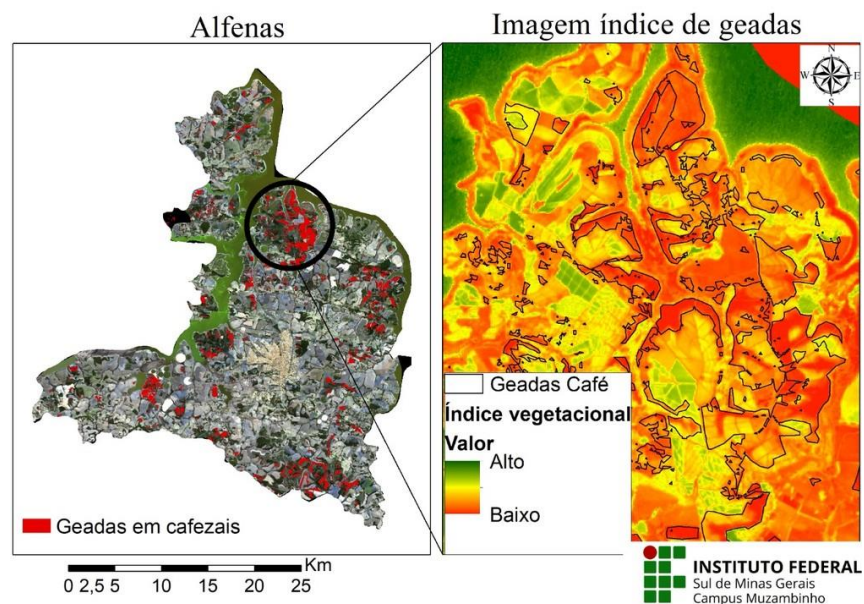 Alfenas
Imagem índice de geadas
N
W E
S
Geadas Café
Índice vegetacional
Valor
Alto
Baixo
Geadas em cafezais
Km
0 2,5 5 10 15 20 25
INSTITUTO FEDERAL
Sul de Minas Gerais
Campus Muzambinho